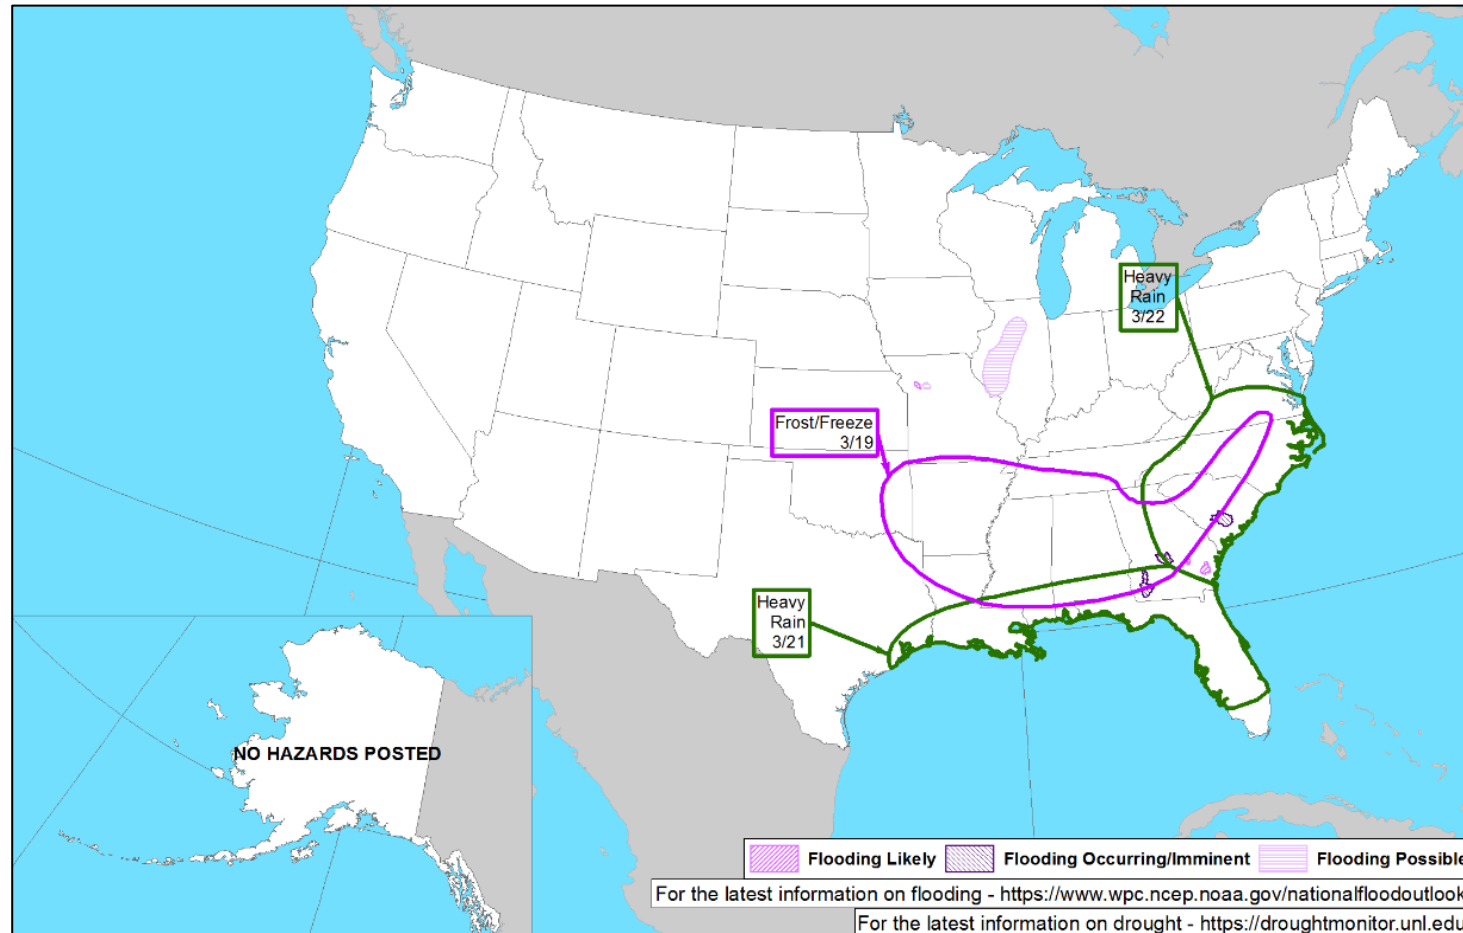 Heavy
Rain
3/22
Frost/Freeze
3/19
Heavy
Rain
3/21
NO HAZARDS POSTED
Flooding Likely
Flooding Occurring/Imminent
Flooding Possible
For the latest information on flooding - https://www.wpc.ncep.noaa.gov/nationalfloodoutlook
For the latest information on drought - https://droughtmonitor.unl.edu